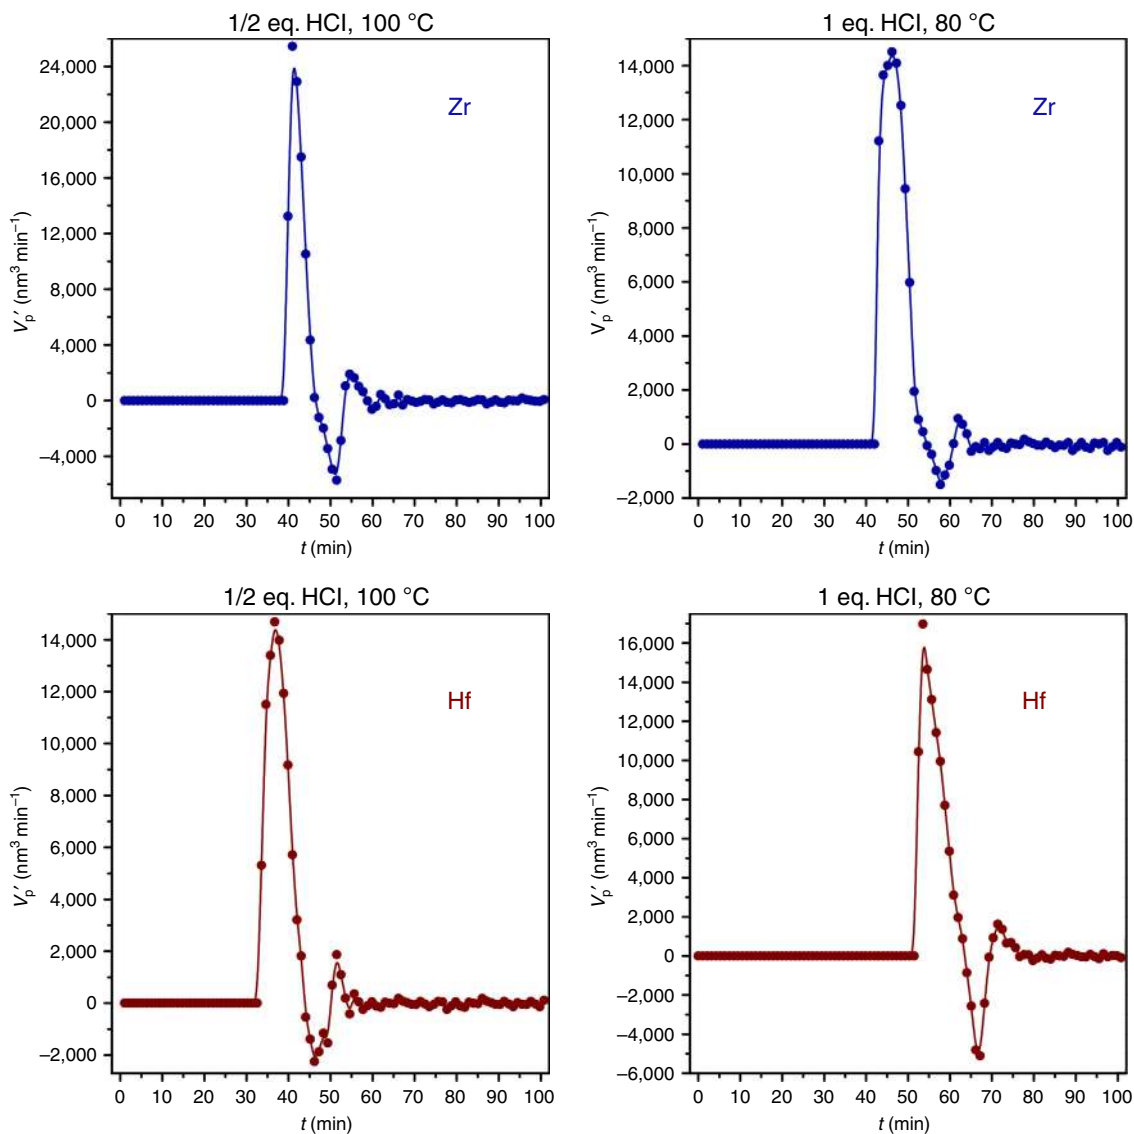 1/2 eq. HCl, 100 °C
24,000
20,000
16,000
12,000
8,000
4,000
0
−4,000
Vp′ (nm³ min⁻¹)
Zr
0 10 20 30 40 50 60 70 80 90 100
t (min)
1 eq. HCl, 80 °C
14,000
12,000
10,000
8,000
6,000
4,000
2,000
0
−2,000
Vp′ (nm³ min⁻¹)
Zr
0 10 20 30 40 50 60 70 80 90 100
t (min)
1/2 eq. HCl, 100 °C
14,000
12,000
10,000
8,000
6,000
4,000
2,000
0
−2,000
Vp′ (nm³ min⁻¹)
Hf
0 10 20 30 40 50 60 70 80 90 100
t (min)
1 eq. HCl, 80 °C
16,000
14,000
12,000
10,000
8,000
6,000
4,000
2,000
0
−2,000
−4,000
−6,000
Vp′ (nm³ min⁻¹)
Hf
0 10 20 30 40 50 60 70 80 90 100
t (min)